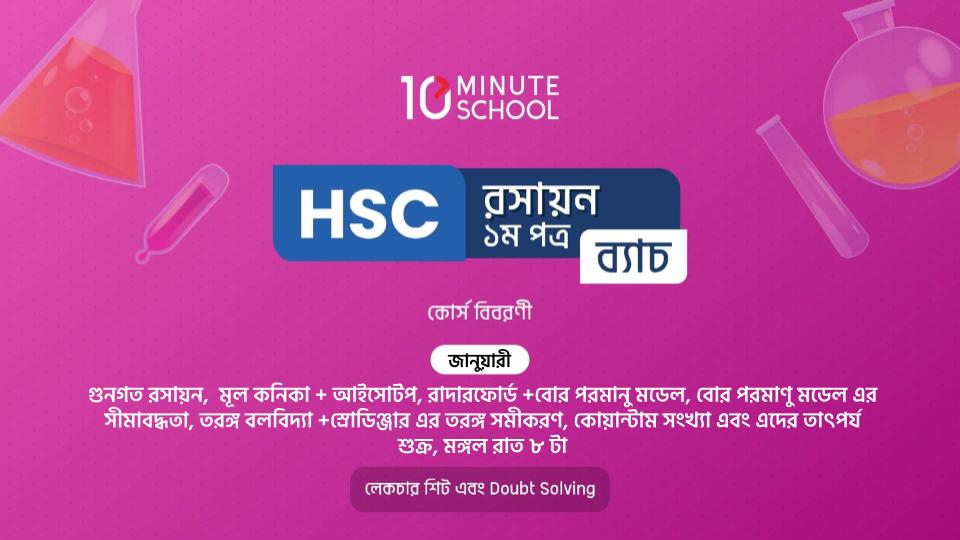 10 MINUTE
SCHOOL
HSC
রসায়ন
১ম পত্র
ব্যাচ
কোর্স বিবরণী
জানুয়ারী
গুনগত রসায়ন, মূল কনিকা + আইসোটপ, রাদারফোর্ড +বোর পরমানু মডেল, বোর পরমাণু মডেল এর
সীমাবদ্ধতা, তরঙ্গ বলবিদ্যা +স্রোডিঞ্জার এর তরঙ্গ সমীকরণ, কোয়ান্টাম সংখ্যা এবং এদের তাৎপর্য
শুক্র, মঙ্গল রাত ৮ টা
লেকচার শিট এবং Doubt Solving